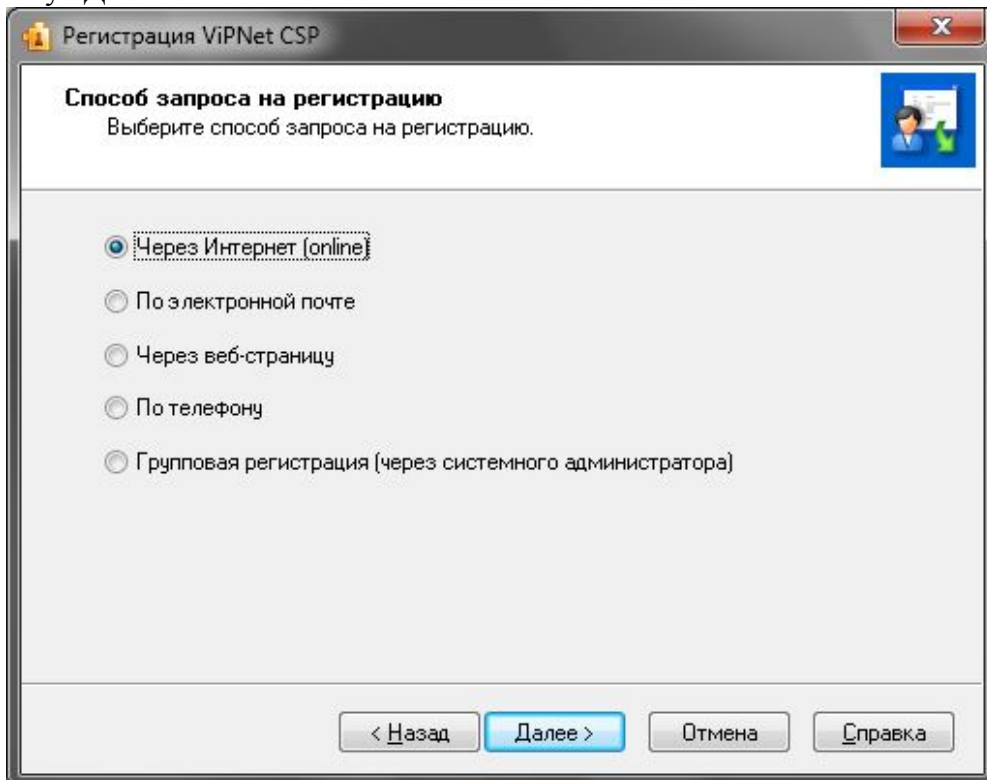 Регистрация ViPNet CSP
Способ запроса на регистрацию
Выберите способ запроса на регистрацию.
Через Интернет (online)
По электронной почте
Через веб-страницу
По телефону
Групповая регистрация (через системного администратора)
< Назад Далее > Отмена Справка